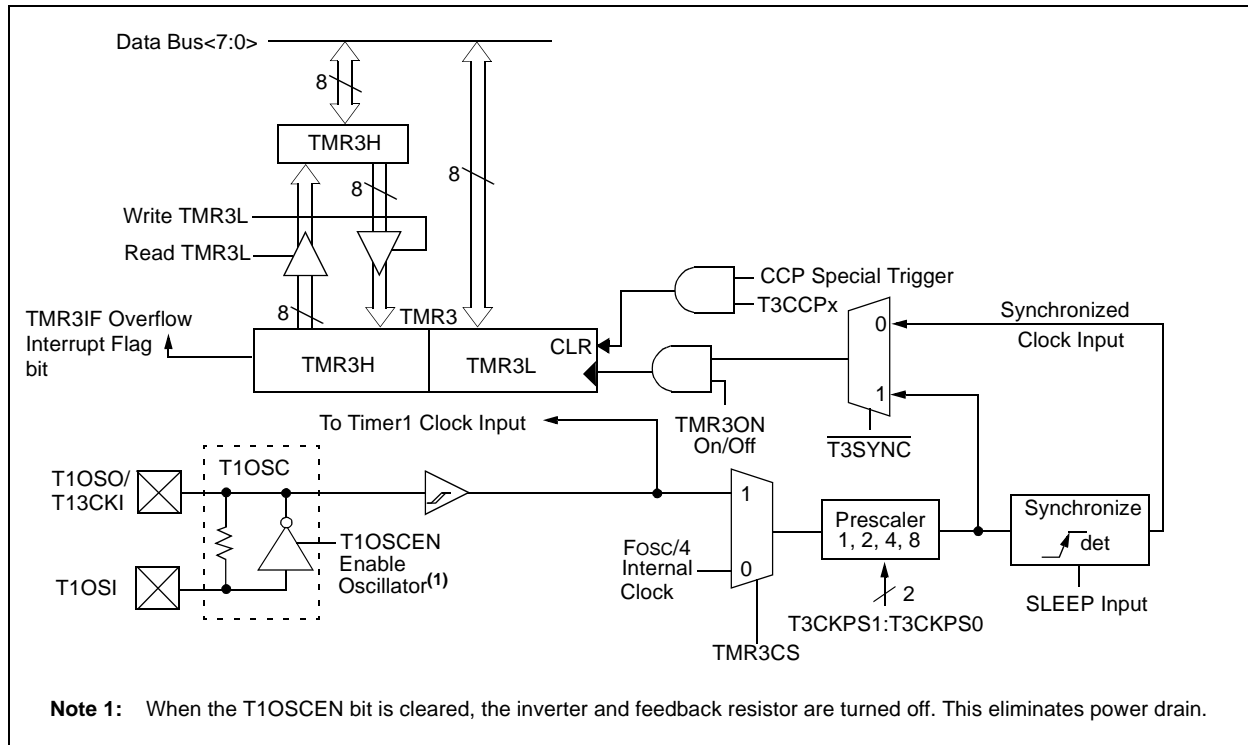 Data Bus<7:0>
8
TMR3H
8
8
Write TMR3L
Read TMR3L
CCP Special Trigger
T3CCPx
8
TMR3
TMR3IF Overflow
Interrupt Flag
bit
TMR3H
TMR3L
CLR
0
1
Synchronized
Clock Input
TMR3ON
On/Off
T3SYNC
To Timer1 Clock Input
T1OSO/
T13CKI
T1OSC
T1OSI
T1OSCEN
Enable
Oscillator(1)
FOSC/4
Internal
Clock
1
0
TMR3CS
Prescaler
1, 2, 4, 8
2
T3CKPS1:T3CKPS0
Synchronize
det
SLEEP Input
Note 1: When the T1OSCEN bit is cleared, the inverter and feedback resistor are turned off. This eliminates power drain.